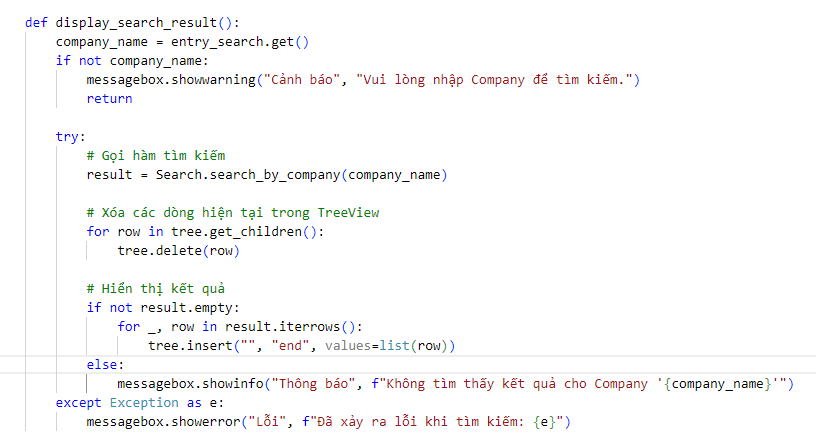 def display_search_result():
    company_name = entry_search.get()
    if not company_name:
        messagebox.showwarning("Cảnh báo", "Vui lòng nhập Company để tìm kiếm.")
        return

    try:
        # Gọi hàm tìm kiếm
        result = Search.search_by_company(company_name)

        # Xóa các dòng hiện tại trong TreeView
        for row in tree.get_children():
            tree.delete(row)

        # Hiển thị kết quả
        if not result.empty:
            for _, row in result.iterrows():
                tree.insert("", "end", values=list(row))
        else:
            messagebox.showinfo("Thông báo", f"Không tìm thấy kết quả cho Company '{company_name}'")
    except Exception as e:
        messagebox.showerror("Lỗi", f"Đã xảy ra lỗi khi tìm kiếm: {e}")